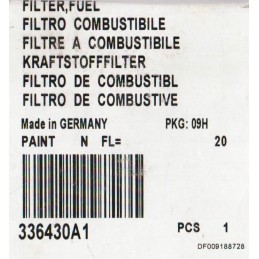 FILTER,FUEL
FILTRO COMBUSTIBILE
FILTRE A COMBUSTIBILE
KRAFTSTOFFFILTER
FILTRO DE COMBUSTIBL
FILTRO DE COMBUSTIVE
Made in GERMANY PKG: 09H
PAINT N FL= 20
336430A1 PCS 1
DF009188728